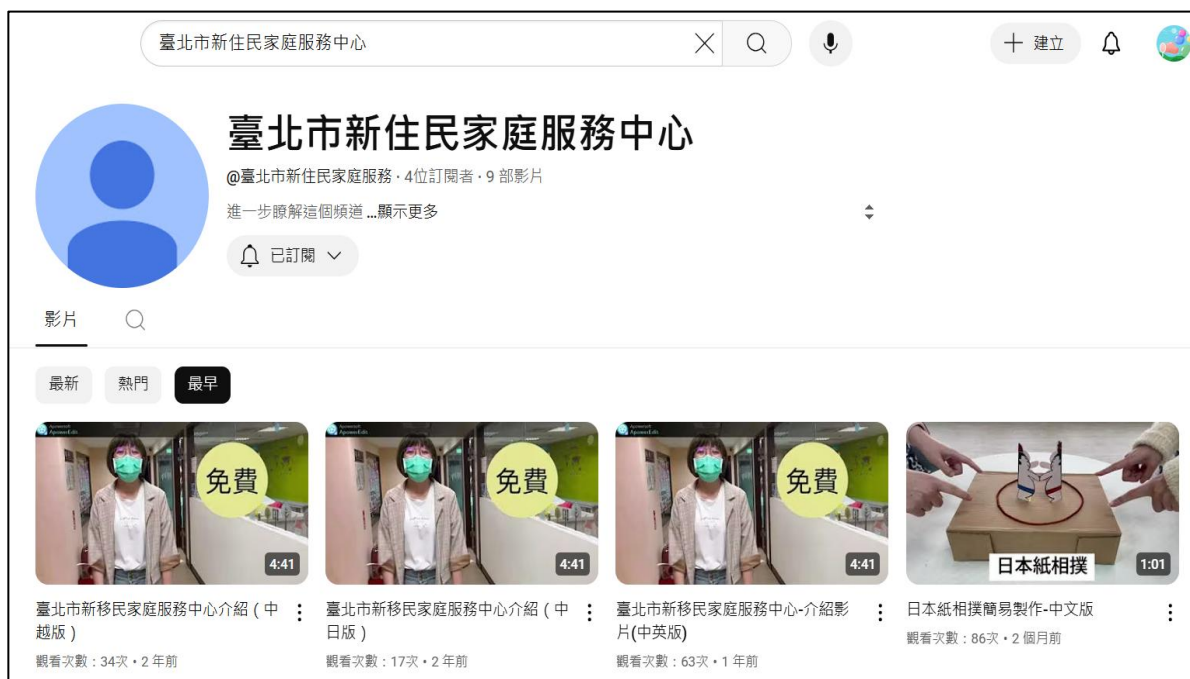 臺北市新住民家庭服務中心
建立
臺北市新住民家庭服務中心
@臺北市新住民家庭服務・4位訂閱者・9 部影片
進一步瞭解這個頻道 ...顯示更多
已訂閱
影片
最新 熱門 最早
免費
4:41
免費
4:41
免費
4:41
日本紙相撲
1:01
臺北市新移民家庭服務中心介紹（中
越版）
觀看次數：34次・2 年前
臺北市新移民家庭服務中心介紹（中
日版）
觀看次數：17次・2 年前
臺北市新移民家庭服務中心-介紹影
片(中英版)
觀看次數：63次・1 年前
日本紙相撲簡易製作-中文版
觀看次數：86次・2 個月前